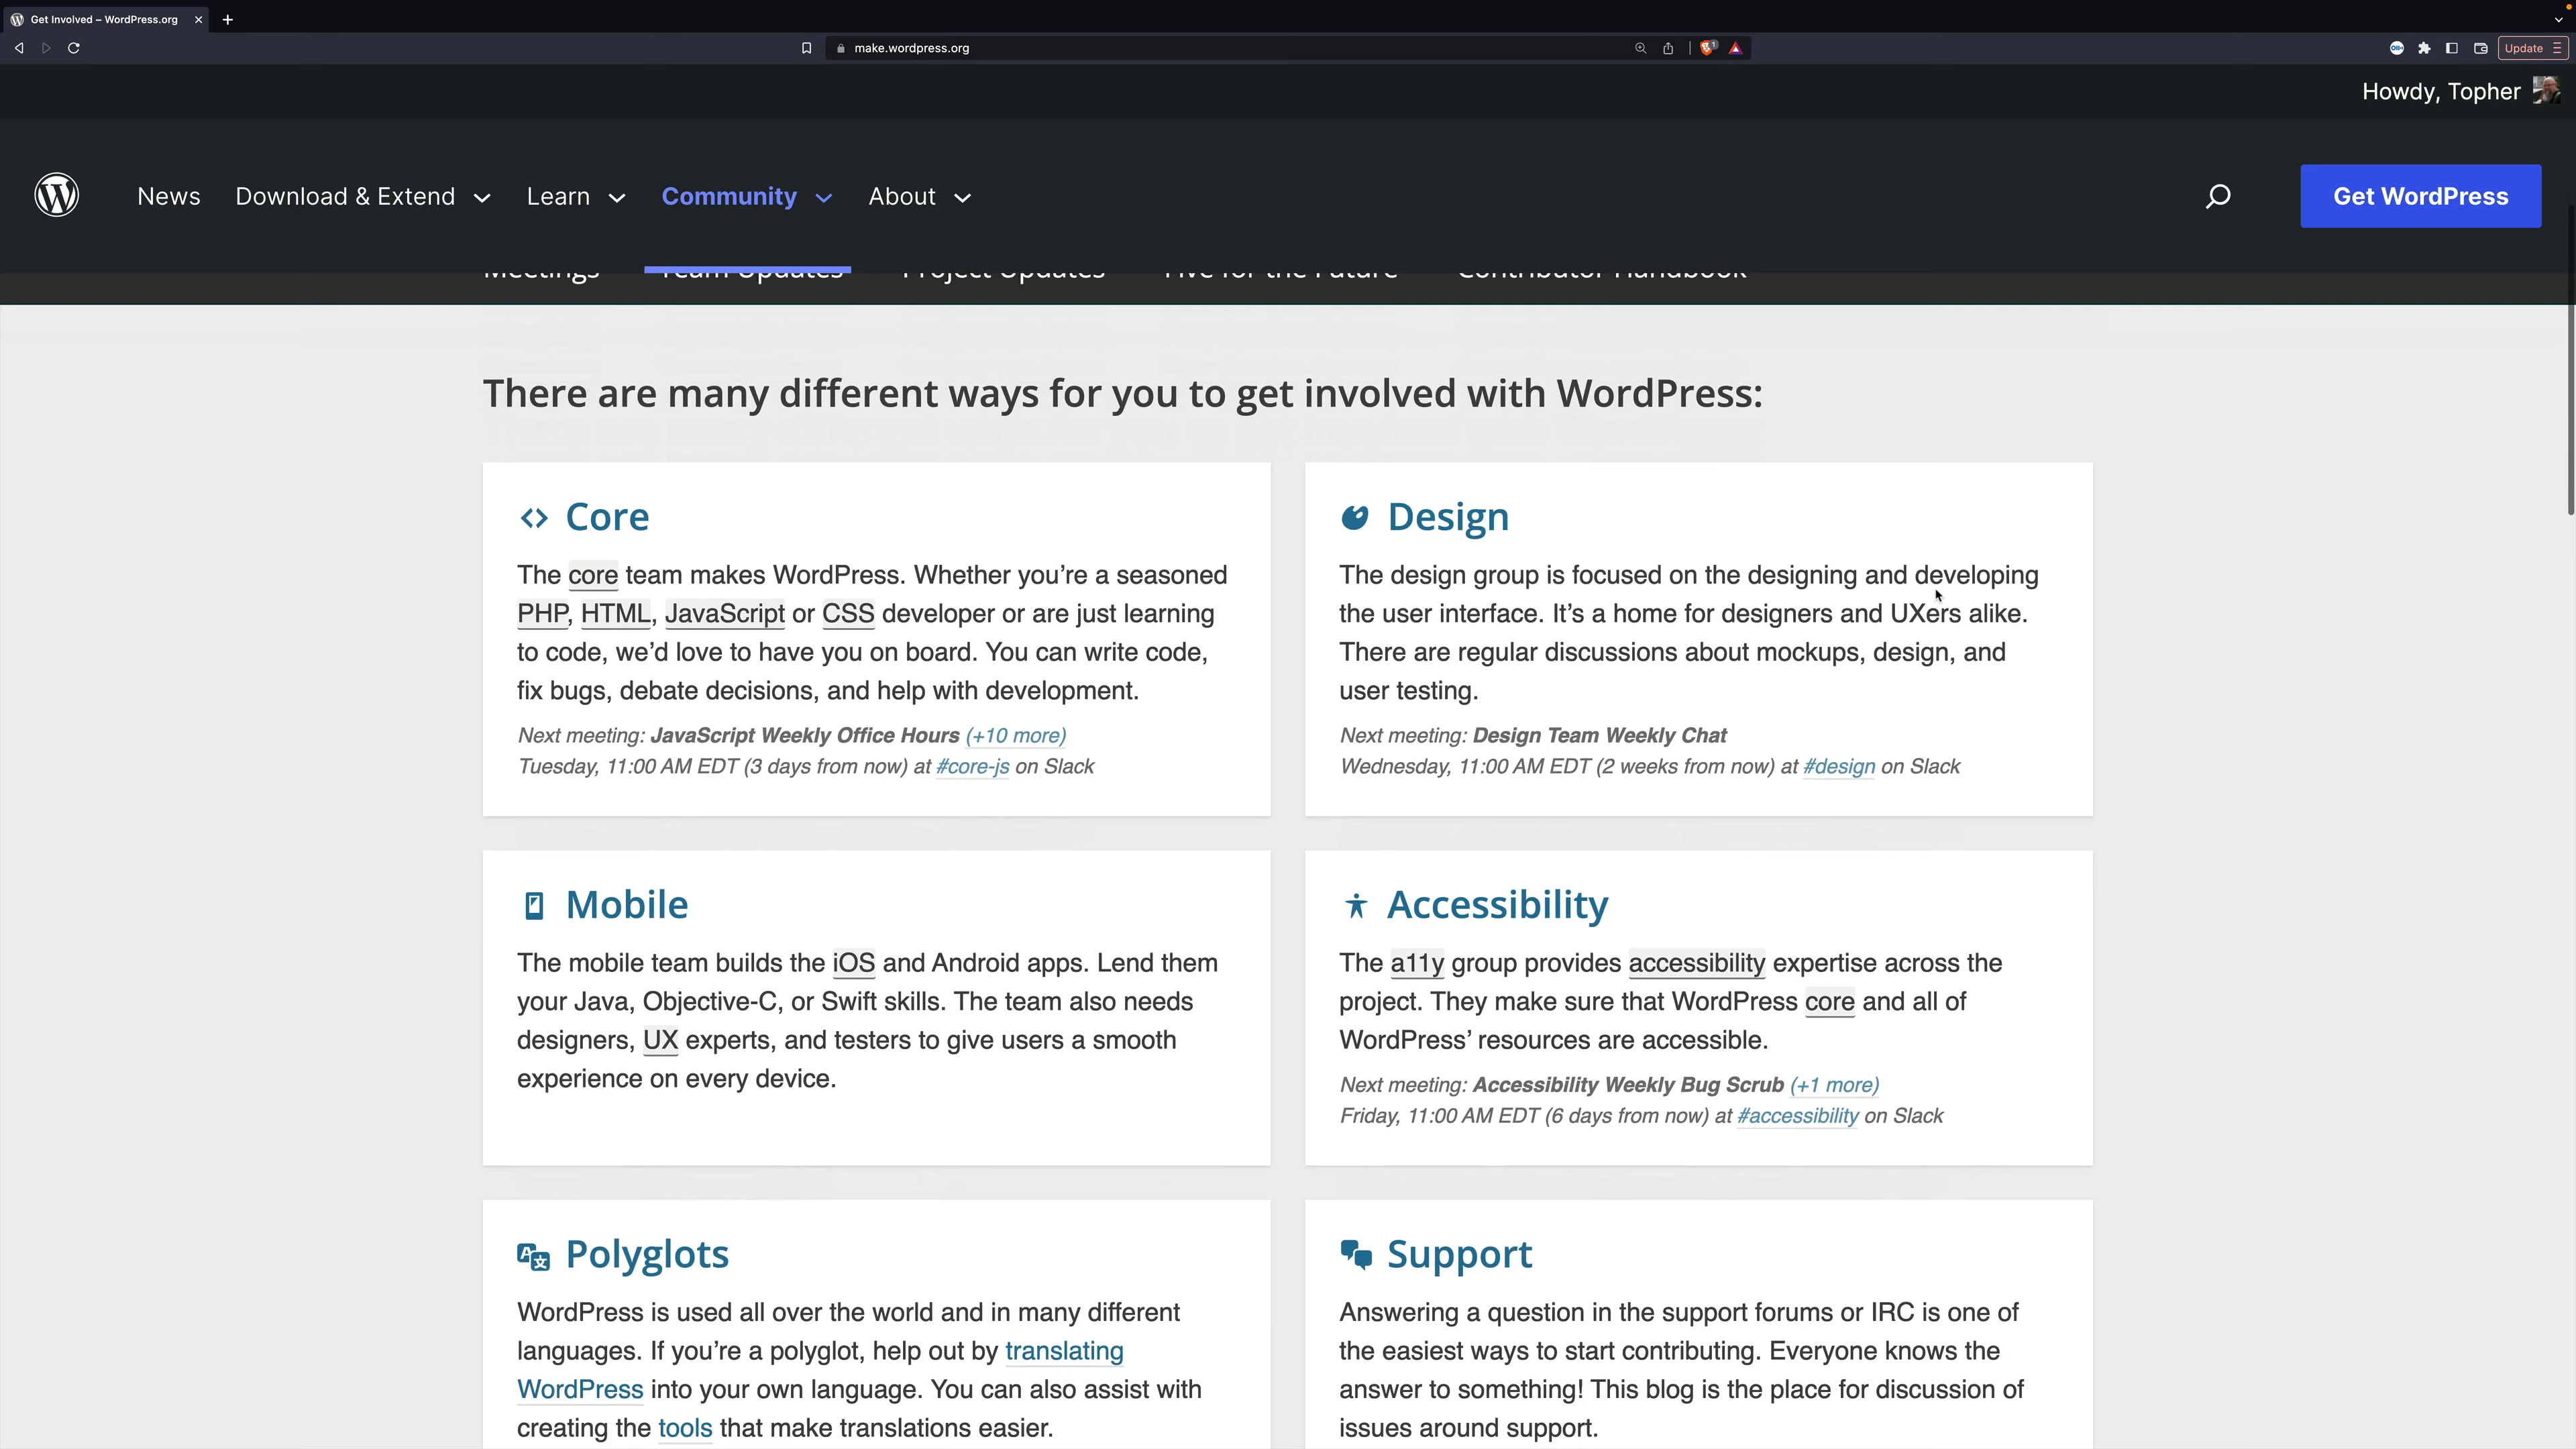 Get Involved – WordPress.org
make.wordpress.org
1
Update
Howdy, Topher
News Download & Extend Learn Community About
Get WordPress
Meetings Team Updates Project Updates Five for the Future Contributor Handbook
There are many different ways for you to get involved with WordPress:
Core
The core team makes WordPress. Whether you’re a seasoned
PHP, HTML, JavaScript or CSS developer or are just learning
to code, we’d love to have you on board. You can write code,
fix bugs, debate decisions, and help with development.
Next meeting: JavaScript Weekly Office Hours (+10 more)
Tuesday, 11:00 AM EDT (3 days from now) at #core-js on Slack
Design
The design group is focused on the designing and developing
the user interface. It’s a home for designers and UXers alike.
There are regular discussions about mockups, design, and
user testing.
Next meeting: Design Team Weekly Chat
Wednesday, 11:00 AM EDT (2 weeks from now) at #design on Slack
Mobile
The mobile team builds the iOS and Android apps. Lend them
your Java, Objective-C, or Swift skills. The team also needs
designers, UX experts, and testers to give users a smooth
experience on every device.
Accessibility
The a11y group provides accessibility expertise across the
project. They make sure that WordPress core and all of
WordPress’ resources are accessible.
Next meeting: Accessibility Weekly Bug Scrub (+1 more)
Friday, 11:00 AM EDT (6 days from now) at #accessibility on Slack
Polyglots
WordPress is used all over the world and in many different
languages. If you’re a polyglot, help out by translating
WordPress into your own language. You can also assist with
creating the tools that make translations easier.
Support
Answering a question in the support forums or IRC is one of
the easiest ways to start contributing. Everyone knows the
answer to something! This blog is the place for discussion of
issues around support.